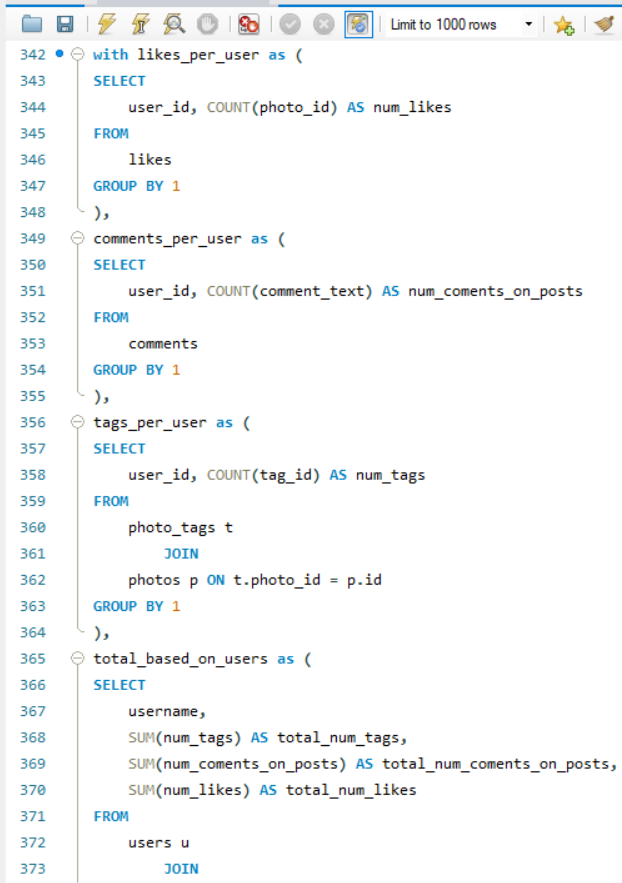 Limit to 1000 rows
342 with likes_per_user as (
343 SELECT
344 user_id, COUNT(photo_id) AS num_likes
345 FROM
346 likes
347 GROUP BY 1
348 ),
349 comments_per_user as (
350 SELECT
351 user_id, COUNT(comment_text) AS num_coments_on_posts
352 FROM
353 comments
354 GROUP BY 1
355 ),
356 tags_per_user as (
357 SELECT
358 user_id, COUNT(tag_id) AS num_tags
359 FROM
360 photo_tags t
361 JOIN
362 photos p ON t.photo_id = p.id
363 GROUP BY 1
364 ),
365 total_based_on_users as (
366 SELECT
367 username,
368 SUM(num_tags) AS total_num_tags,
369 SUM(num_coments_on_posts) AS total_num_coments_on_posts,
370 SUM(num_likes) AS total_num_likes
371 FROM
372 users u
373 JOIN